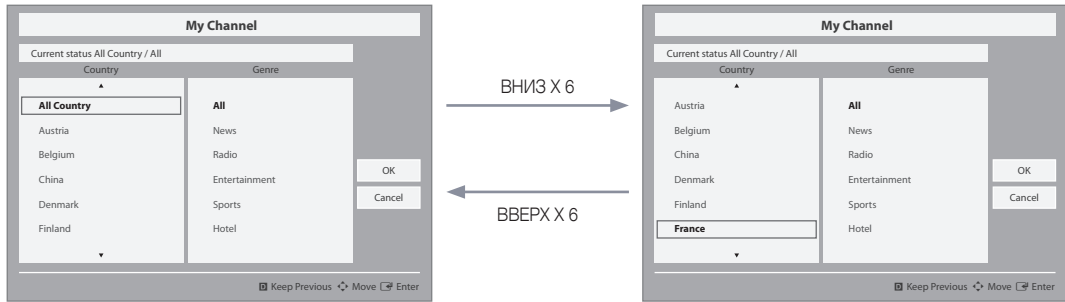 My Channel
Current status All Country / All
Country Genre
All Country All
Austria News
Belgium Radio
China Entertainment
Denmark Sports
Finland Hotel
OK
Cancel
D Keep Previous Move Enter
ВНИЗ X 6
ВВЕРХ X 6
My Channel
Current status All Country / All
Country Genre
Austria All
Belgium News
China Radio
Denmark Entertainment
Finland Sports
France Hotel
OK
Cancel
D Keep Previous Move Enter